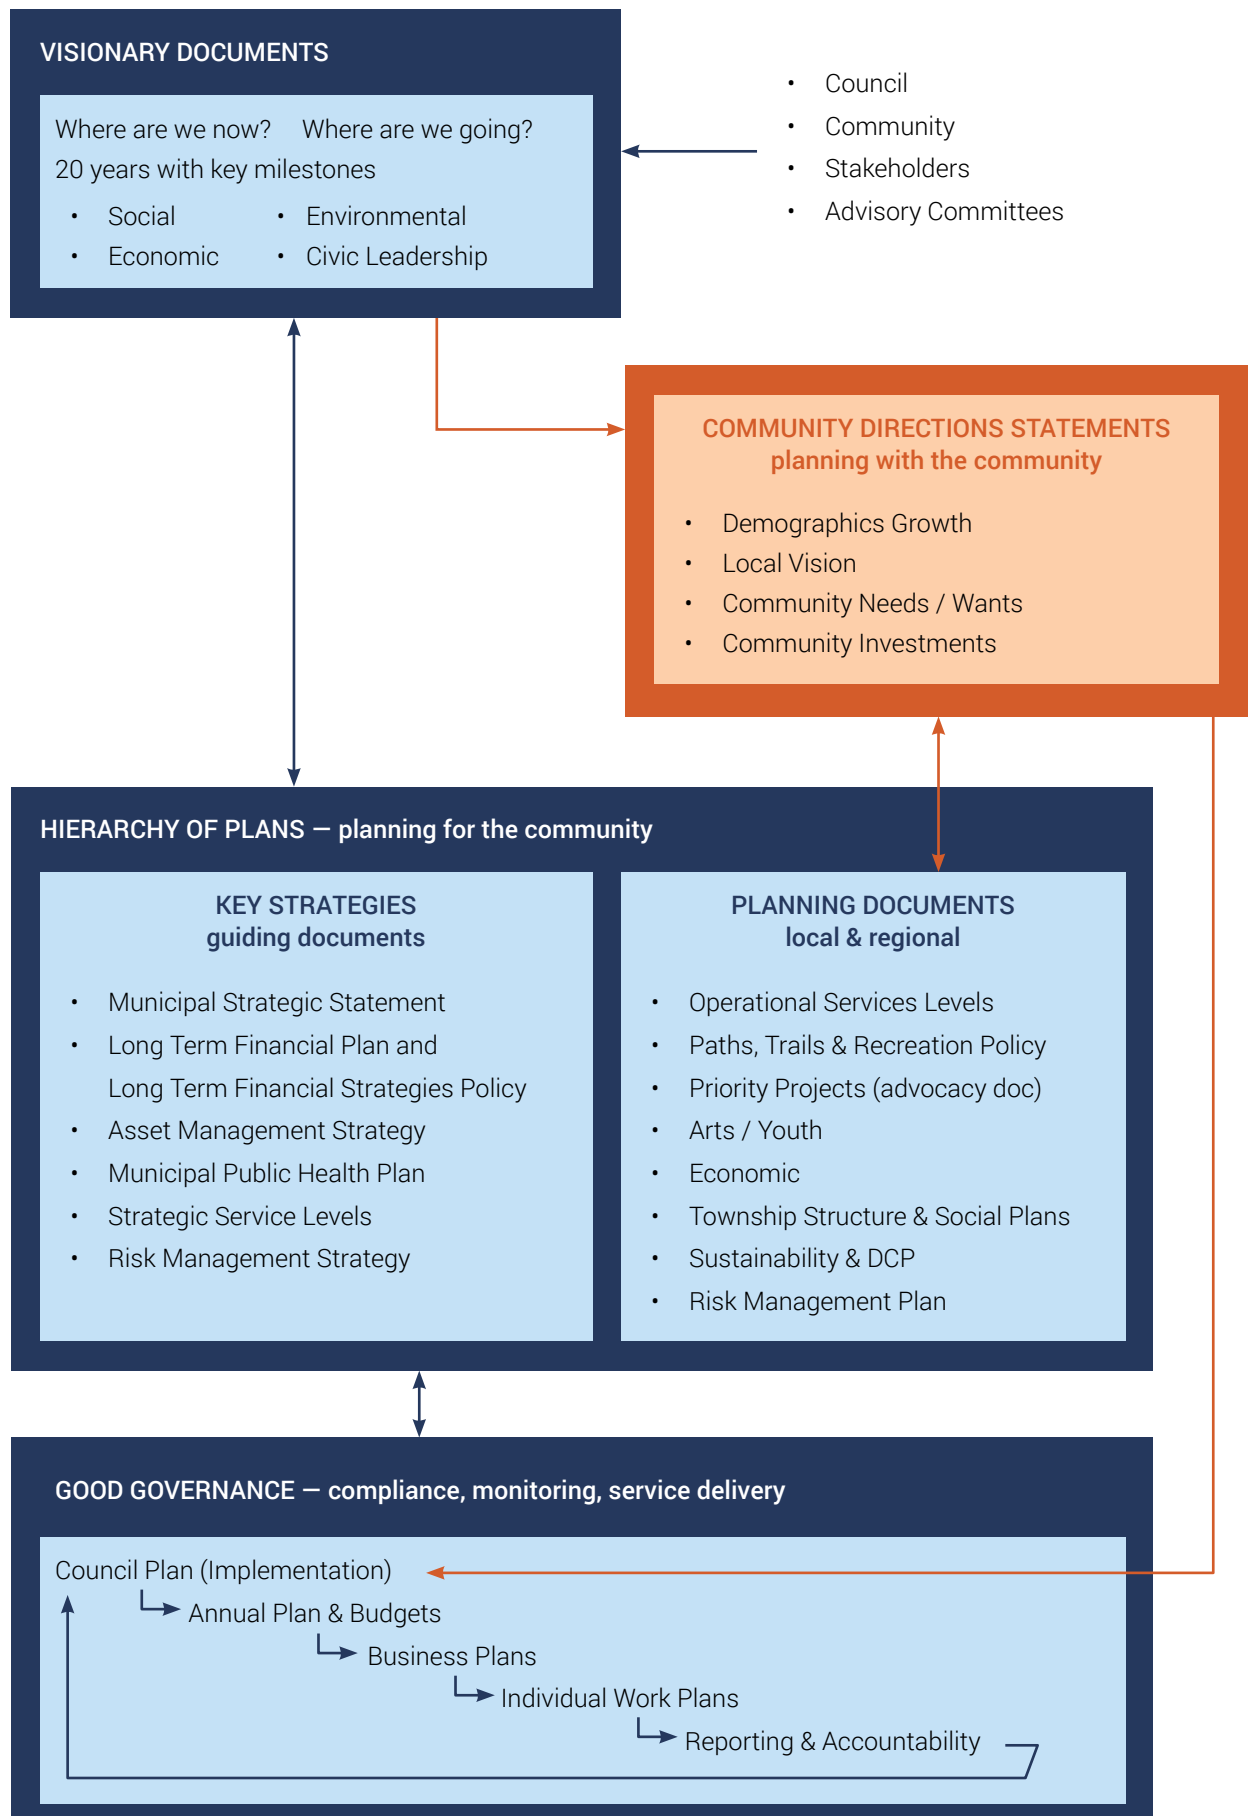 VISIONARY DOCUMENTS
Where are we now? Where are we going?
20 years with key milestones
• Social • Environmental
• Economic • Civic Leadership
• Council
• Community
• Stakeholders
• Advisory Committees
COMMUNITY DIRECTIONS STATEMENTS
planning with the community
• Demographics Growth
• Local Vision
• Community Needs / Wants
• Community Investments
HIERARCHY OF PLANS — planning for the community
KEY STRATEGIES
guiding documents
• Municipal Strategic Statement
• Long Term Financial Plan and
Long Term Financial Strategies Policy
• Asset Management Strategy
• Municipal Public Health Plan
• Strategic Service Levels
• Risk Management Strategy
PLANNING DOCUMENTS
local & regional
• Operational Services Levels
• Paths, Trails & Recreation Policy
• Priority Projects (advocacy doc)
• Arts / Youth
• Economic
• Township Structure & Social Plans
• Sustainability & DCP
• Risk Management Plan
GOOD GOVERNANCE — compliance, monitoring, service delivery
Council Plan (Implementation)
Annual Plan & Budgets
Business Plans
Individual Work Plans
Reporting & Accountability